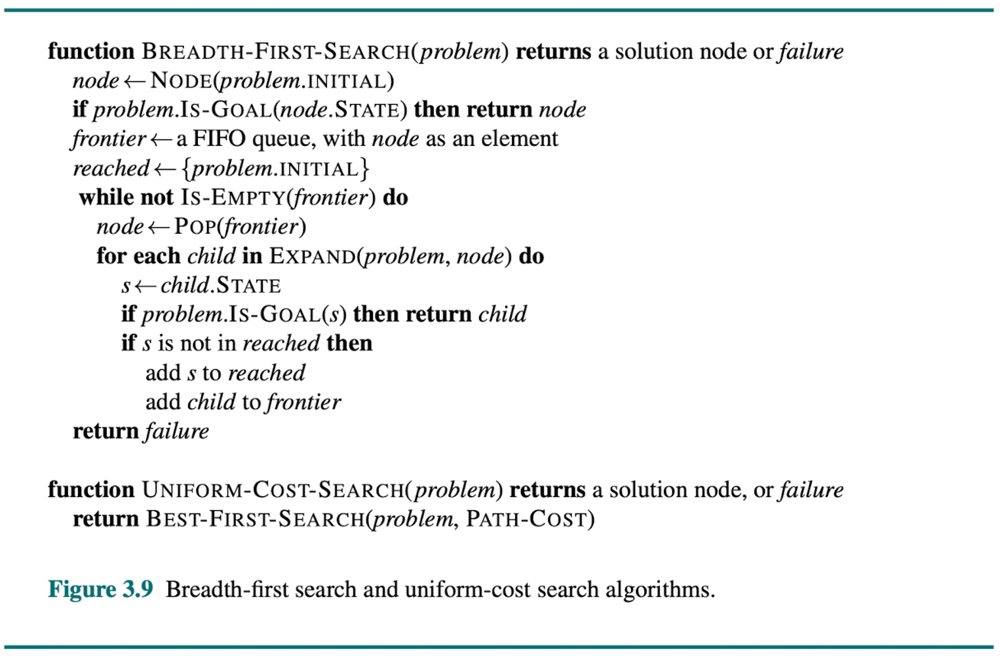 function BREADTH-FIRST-SEARCH(problem) returns a solution node or failure
node ← NODE(problem.INITIAL)
if problem.IS-GOAL(node.STATE) then return node
frontier ← a FIFO queue, with node as an element
reached ← {problem.INITIAL}
while not IS-EMPTY(frontier) do
node ← POP(frontier)
for each child in EXPAND(problem, node) do
s ← child.STATE
if problem.IS-GOAL(s) then return child
if s is not in reached then
add s to reached
add child to frontier
return failure
function UNIFORM-COST-SEARCH(problem) returns a solution node, or failure
return BEST-FIRST-SEARCH(problem, PATH-COST)
Figure 3.9 Breadth-first search and uniform-cost search algorithms.